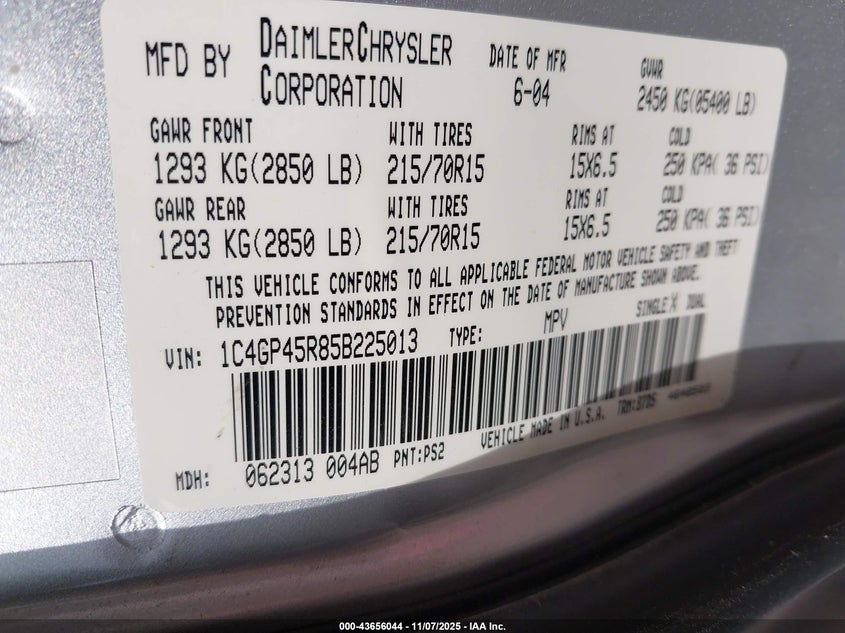 MFD BY DAIMLERCHRYSLER CORPORATION
DATE OF MFR 6-04
GVWR 2450 KG(05400 LB)
GAWR FRONT WITH TIRES RIMS AT COLD
1293 KG(2850 LB) 215/70R15 15X6.5 250 KPA( 36 PSI)
GAWR REAR WITH TIRES RIMS AT COLD
1293 KG(2850 LB) 215/70R15 15X6.5 250 KPA( 36 PSI)
THIS VEHICLE CONFORMS TO ALL APPLICABLE FEDERAL MOTOR VEHICLE SAFETY AND THEFT
PREVENTION STANDARDS IN EFFECT ON THE DATE OF MANUFACTURE SHOWN ABOVE.
VIN: 1C4GP45R85B225013 TYPE: MPV SINGLE X DUAL
MDH: 062313 004AB PNT:PS2 VEHICLE MADE IN U.S.A. TRM:
000-43656044 — 11/07/2025 - IAA Inc.